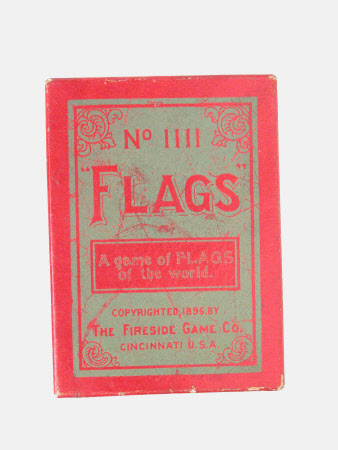 No 1111
"FLAGS"
A game of FLAGS
of the world.
COPYRIGHTED, 1896, BY
THE FIRESIDE GAME CO.
CINCINNATI U.S.A